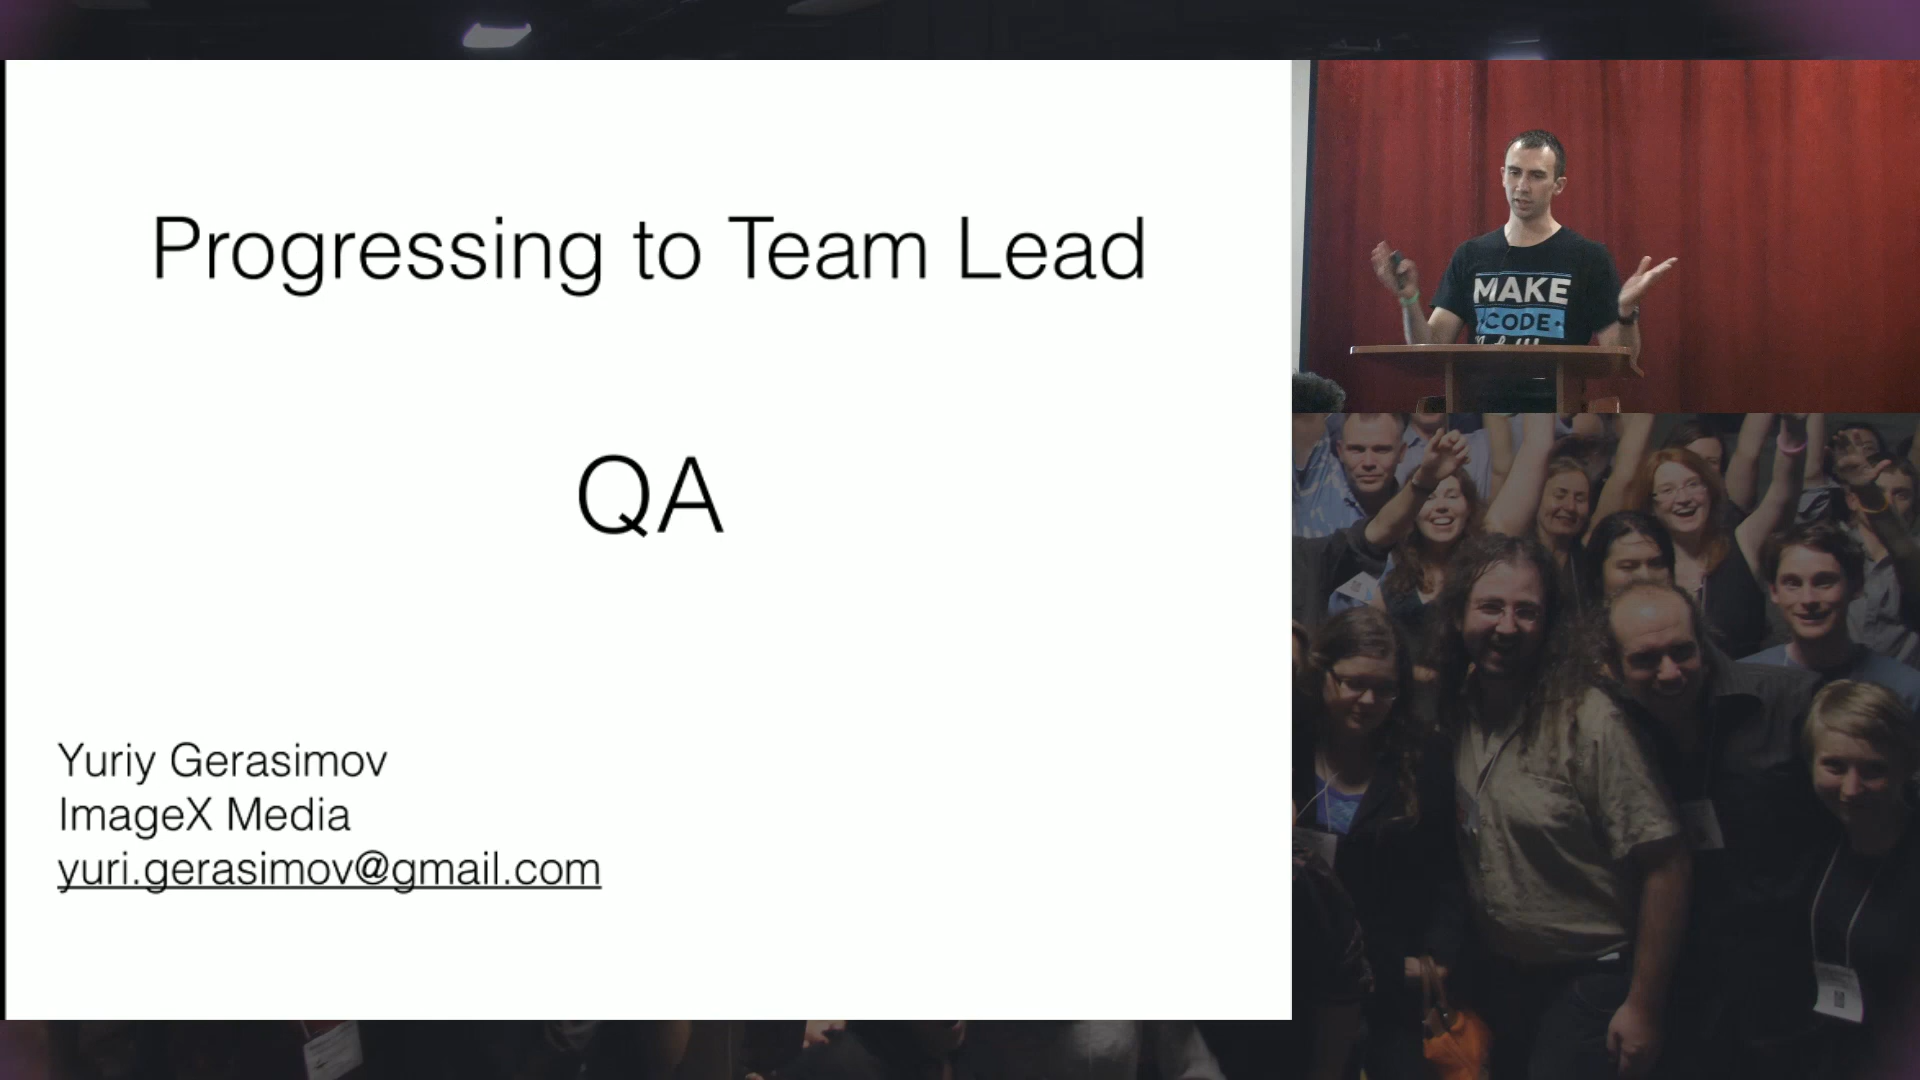 Progressing to Team Lead
QA
Yuriy Gerasimov
ImageX Media
yuri.gerasimov@gmail.com
MAKE
CODE